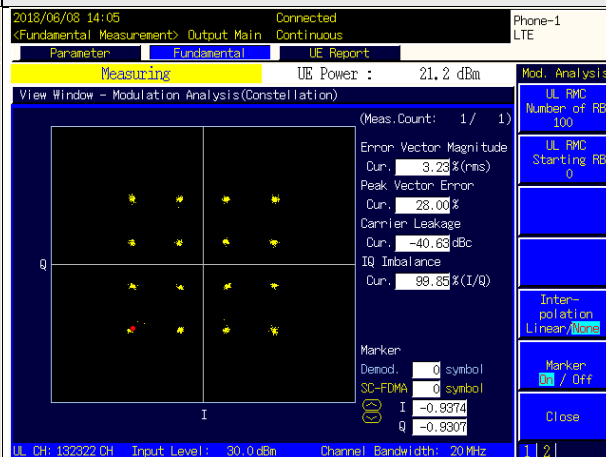 2018/06/08 14:05 Connected Phone-1
<Fundamental Measurement> Output Main Continuous LTE
Parameter Fundamental UE Report
Measuring UE Power : 21.2 dBm Mod. Analysis
View Window - Modulation Analysis(Constellation)
UL RMC
Number of RB
100
(Meas.Count: 1/ 1)
Error Vector Magnitude
Cur. 3.23 %(rms)
Peak Vector Error
Cur. 28.00 %
Carrier Leakage
Cur. -40.63 dBc
IQ Imbalance
Cur. 99.85 %(I/Q)
UL RMC
Starting RB
0
Q
I
Inter-
polation
Linear/None
Marker
Demod. 0 symbol
SC-FDMA 0 symbol
I -0.9374
Q -0.9307
Marker
On / Off
Close
UL CH: 132322 CH Input Level: 30.0 dBm Channel Bandwidth: 20 MHz 1 2